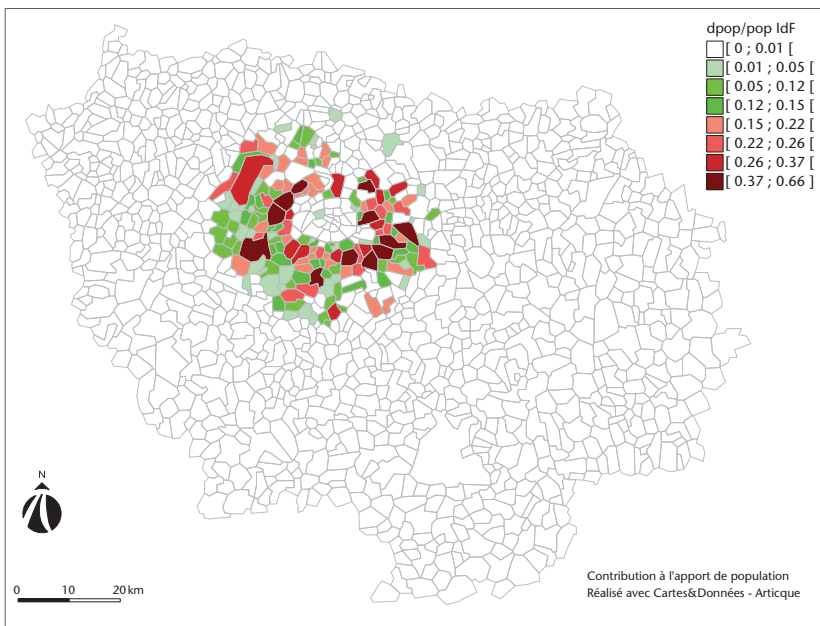 dpop/pop IdF
[ 0 ; 0.01 [
[ 0.01 ; 0.05 [
[ 0.05 ; 0.12 [
[ 0.12 ; 0.15 [
[ 0.15 ; 0.22 [
[ 0.22 ; 0.26 [
[ 0.26 ; 0.37 [
[ 0.37 ; 0.66 ]
N
0 10 20 km
Contribution à l'apport de population
Réalisé avec Cartes&Données - Articque